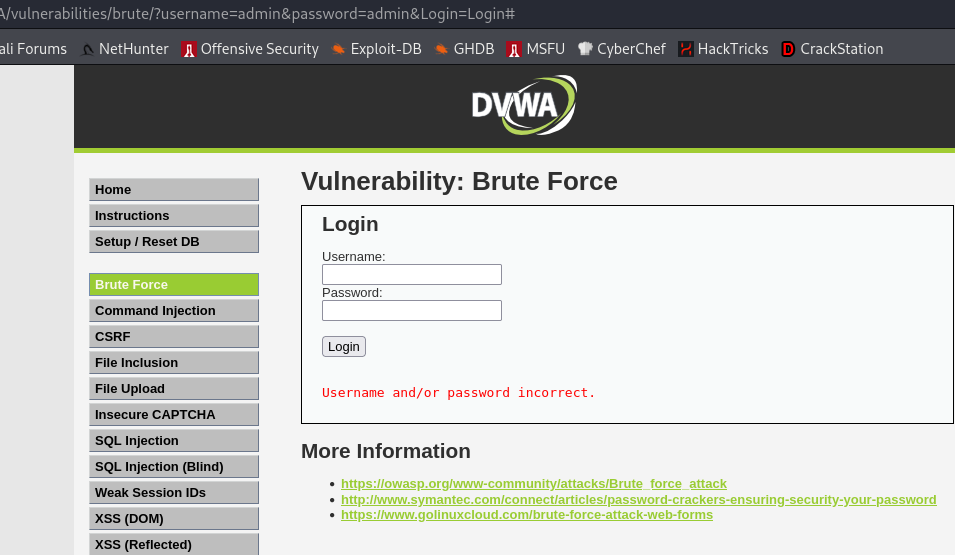 A/vulnerabilities/brute/?username=admin&password=admin&Login=Login#
ali Forums NetHunter Offensive Security Exploit-DB GHDB MSFU CyberChef HackTricks CrackStation
DVWA
Home
Instructions
Setup / Reset DB
Brute Force
Command Injection
CSRF
File Inclusion
File Upload
Insecure CAPTCHA
SQL Injection
SQL Injection (Blind)
Weak Session IDs
XSS (DOM)
XSS (Reflected)
Vulnerability: Brute Force
Login
Username:
Password:
Login
Username and/or password incorrect.
More Information
https://owasp.org/www-community/attacks/Brute_force_attack
http://www.symantec.com/connect/articles/password-crackers-ensuring-security-your-password
https://www.golinuxcloud.com/brute-force-attack-web-forms